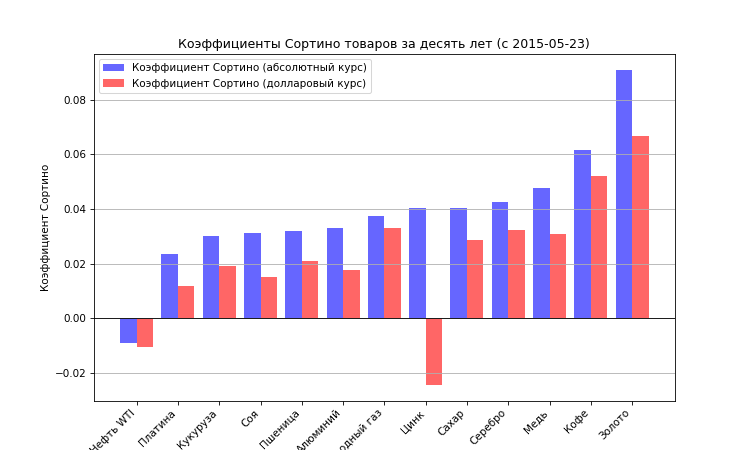 Коэффициенты Сортино товаров за десять лет (с 2015-05-23)
Коэффициент Сортино (абсолютный курс)
Коэффициент Сортино (долларовый курс)
Коэффициент Сортино
0.08
0.06
0.04
0.02
0.00
−0.02
Нефть WTI
Платина
Кукуруза
Соя
Пшеница
Алюминий
газ
Цинк
Сахар
Серебро
Медь
Кофе
Золото